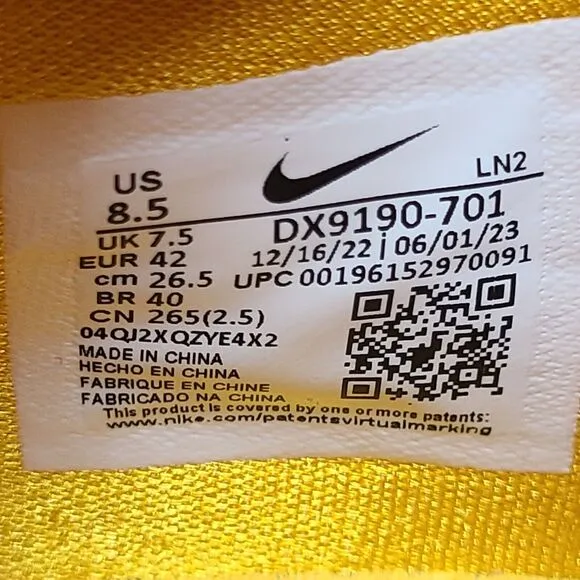 LN2
US
8.5
DX9190-701
UK 7.5
12/16/22 | 06/01/23
EUR 42
UPC 00196152970091
cm 26.5
BR 40
CN 265(2.5)
04QJ2XQZYE4X2
MADE IN CHINA
HECHO EN CHINA
FABRIQUE EN CHINE
FABRICADO NA CHINA
This product is covered by one or more patents:
www.nike.com/patentsvirtualmarking